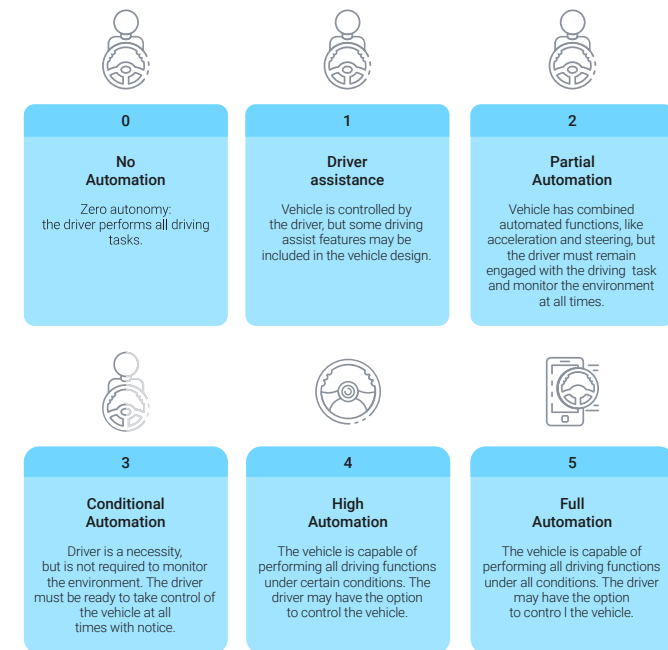 0
No
Automation
Zero autonomy:
the driver performs all driving
tasks.
1
Driver
assistance
Vehicle is controlled by
the driver, but some driving
assist features may be
included in the vehicle design.
2
Partial
Automation
Vehicle has combined
automated functions, like
acceleration and steering, but
the driver must remain
engaged with the driving task
and monitor the environment
at all times.
3
Conditional
Automation
Driver is a necessity,
but is not required to monitor
the environment. The driver
must be ready to take control of
the vehicle at all
times with notice.
4
High
Automation
The vehicle is capable of
performing all driving functions
under certain conditions. The
driver may have the option
to control the vehicle.
5
Full
Automation
The vehicle is capable of
performing all driving functions
under all conditions. The driver
may have the option
to contro l the vehicle.